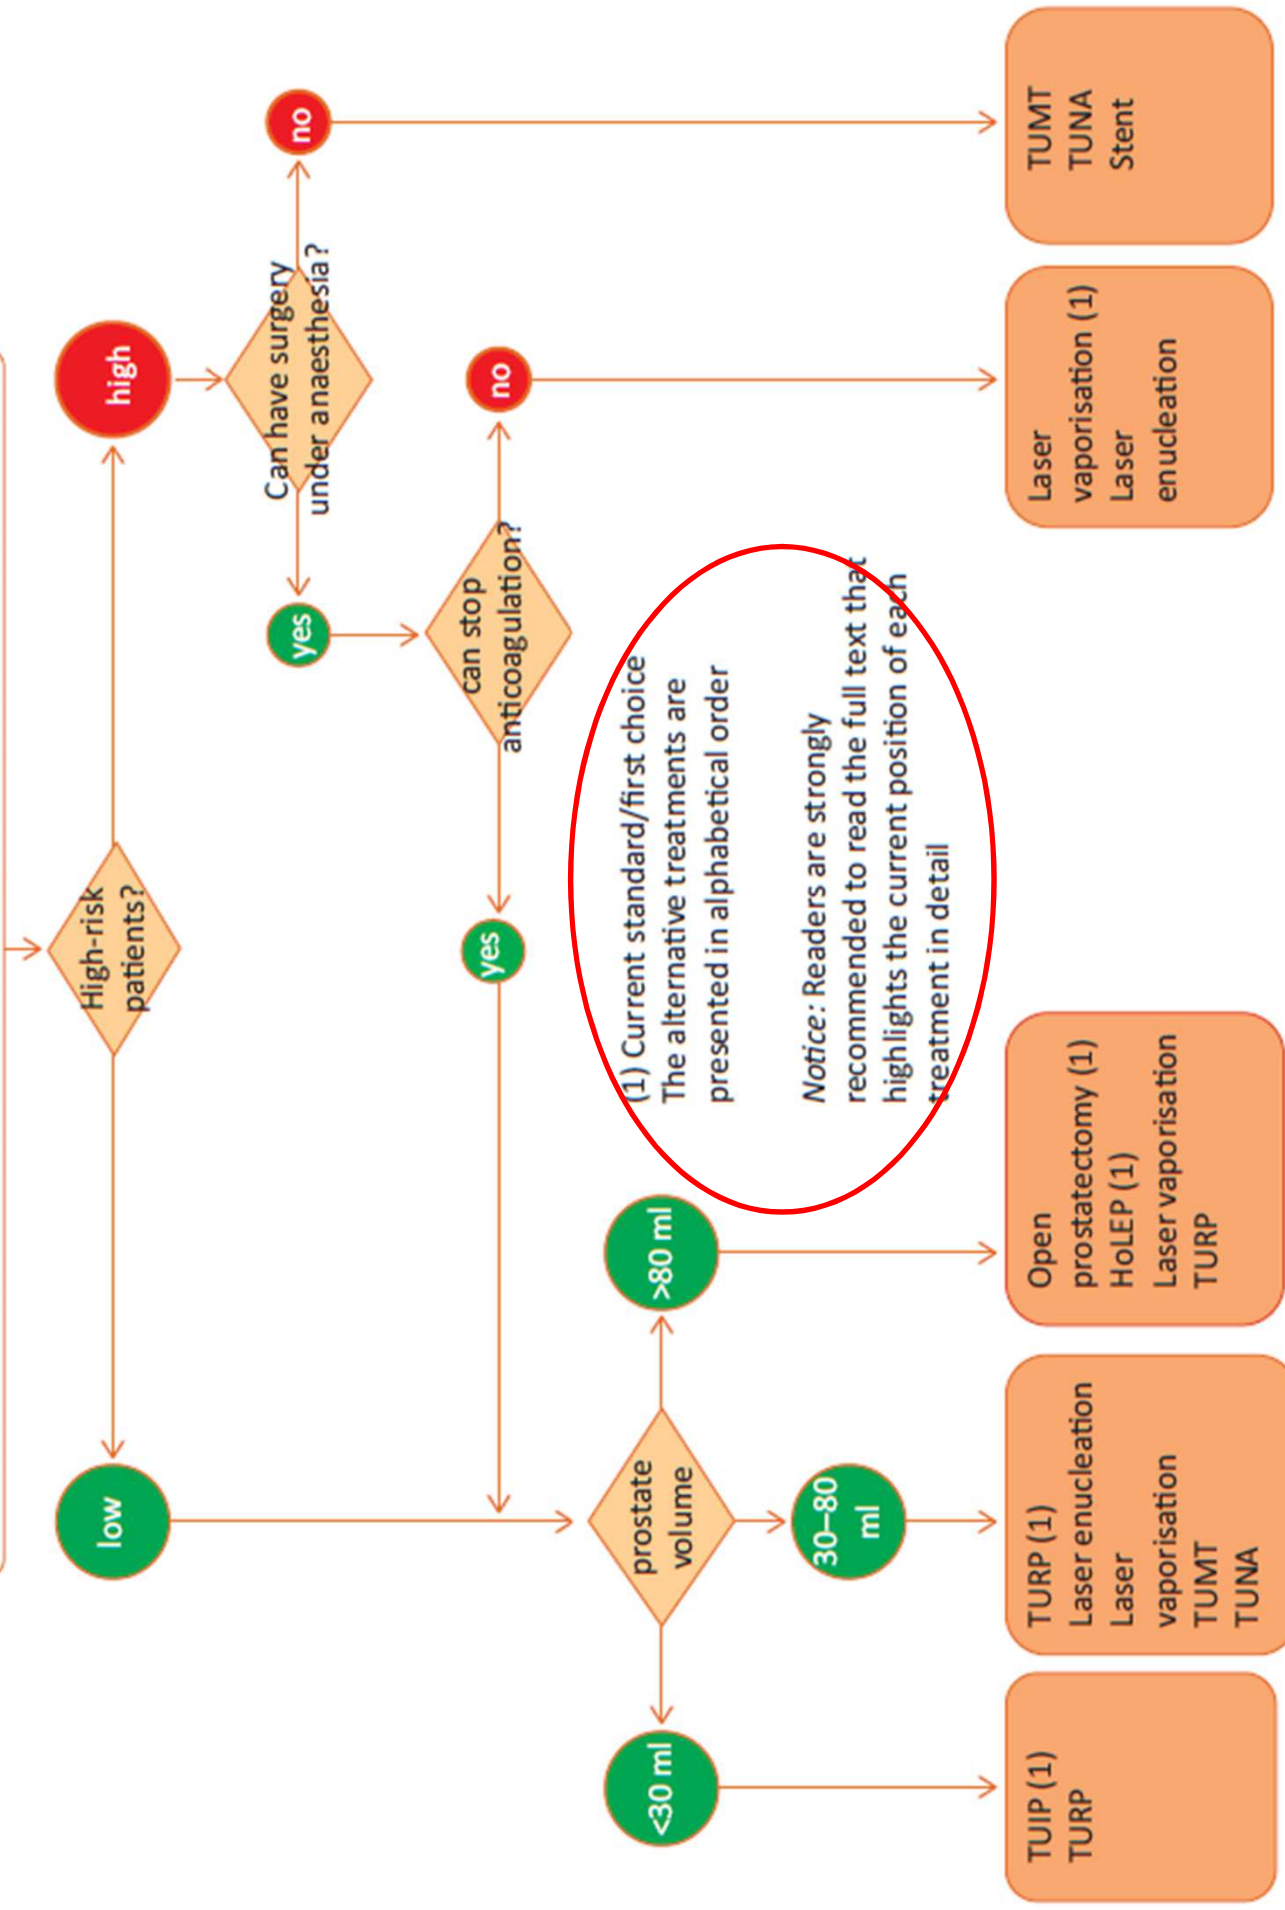 High-risk
patients?
low
high
Can have surgery
under anaesthesia?
yes
no
can stop
anticoagulation?
yes
no
prostate
volume
<30 ml
30–80
ml
>80 ml
(1) Current standard/first choice
The alternative treatments are
presented in alphabetical order
Notice: Readers are strongly
recommended to read the full text that
highlights the current position of each
treatment in detail
TUIP (1)
TURP
TURP (1)
Laser enucleation
Laser
vaporisation
TUMT
TUNA
Open
prostatectomy (1)
HoLEP (1)
Laser vaporisation
TURP
Laser
vaporisation (1)
Laser
enucleation
TUMT
TUNA
Stent